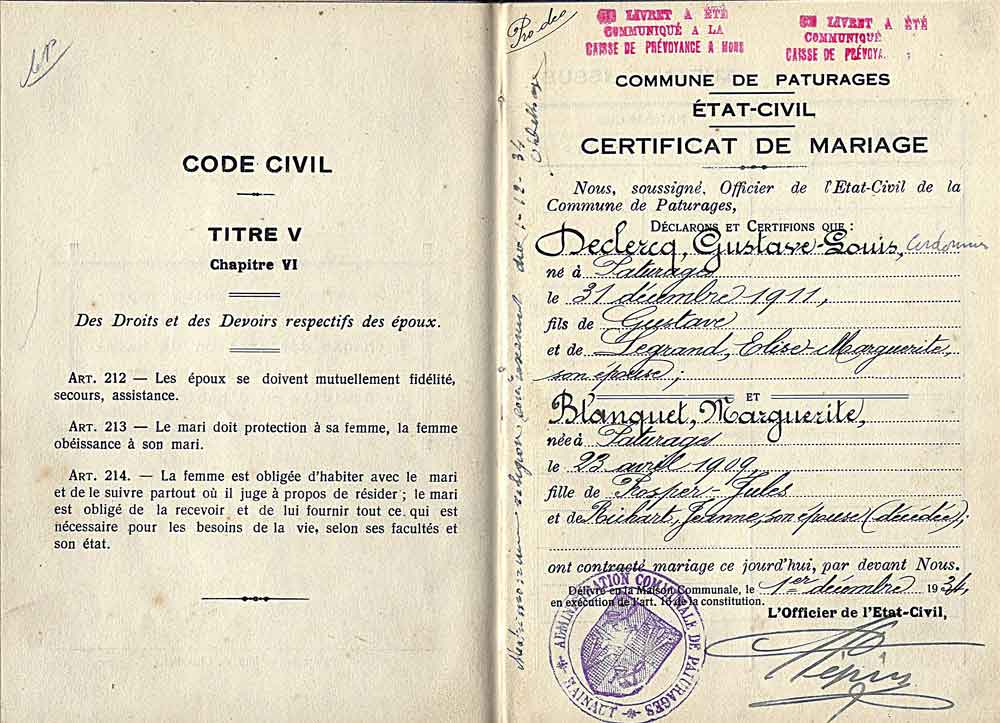 CODE CIVIL
TITRE V
Chapitre VI
Des Droits et des Devoirs respectifs des époux.
ART. 212 — Les époux se doivent mutuellement fidélité,
secours, assistance.
ART. 213 — Le mari doit protection à sa femme, la femme
obéissance à son mari.
ART. 214. — La femme est obligée d'habiter avec le mari
et de le suivre partout où il juge à propos de résider ; le mari
est obligé de la recevoir et de lui fournir tout ce qui est
nécessaire pour les besoins de la vie, selon ses facultés et
son état.
Pro deo
LIVRET A ÉTÉ
COMMUNIQUÉ A LA
CAISSE DE PRÉVOYANCE A MONS
LIVRET A ÉTÉ
COMMUNIQUÉ
CAISSE DE PRÉVOYA
COMMUNE DE PATURAGES
ÉTAT-CIVIL
CERTIFICAT DE MARIAGE
Nous, soussigné, Officier de l'Etat-Civil de la
Commune de Paturages,
DÉCLARONS ET CERTIFIONS QUE :
Declercq, Gustave-Louis, Cordonnier
né à Paturages
le 31 décembre 1911,
fils de Gustave
et de Legrand, Elise-Marguerite,
son épouse ;
ET
Blanquet, Marguerite,
née à Paturages
le 23 avril 1909,
fille de Prosper-Jules
et de Jeanne, son épouse (décédée) ;
ont contracté mariage ce jourd'hui, par devant Nous.
Délivré en la Maison Communale, le 1er décembre 1934,
en exécution de l'art. 16 de la constitution.
L'Officier de l'Etat-Civil,
ADMINISTRATION COMMUNALE DE PATURAGES
HAINAUT
Pépin
du 1-12-34